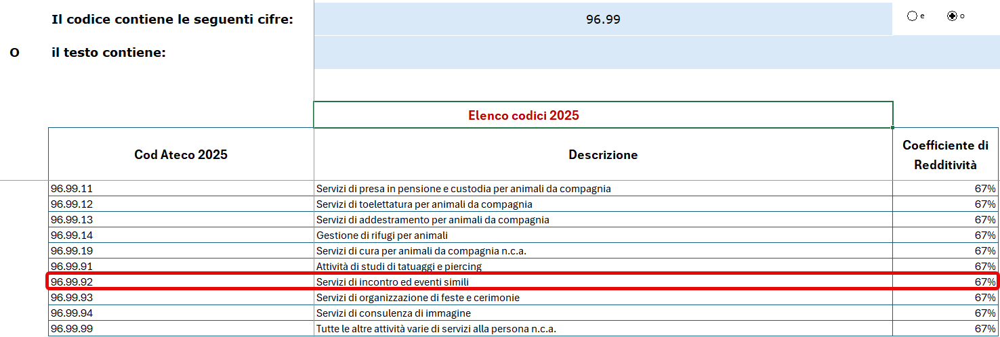 Il codice contiene le seguenti cifre: 96.99 e o
O il testo contiene:
Elenco codici 2025
Cod Ateco 2025 Descrizione Coefficiente di
Redditività
96.99.11 Servizi di presa in pensione e custodia per animali da compagnia 67%
96.99.12 Servizi di toelettatura per animali da compagnia 67%
96.99.13 Servizi di addestramento per animali da compagnia 67%
96.99.14 Gestione di rifugi per animali 67%
96.99.19 Servizi di cura per animali da compagnia n.c.a. 67%
96.99.91 Attività di studi di tatuaggi e piercing 67%
96.99.92 Servizi di incontro ed eventi simili 67%
96.99.93 Servizi di organizzazione di feste e cerimonie 67%
96.99.94 Servizi di consulenza di immagine 67%
96.99.99 Tutte le altre attività varie di servizi alla persona n.c.a. 67%